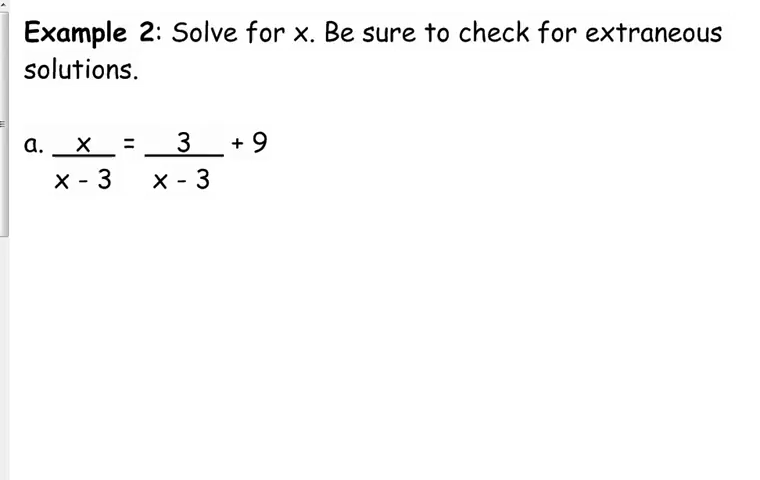 Example 2: Solve for x. Be sure to check for extraneous
solutions.
a. x = 3 + 9
x - 3 x - 3